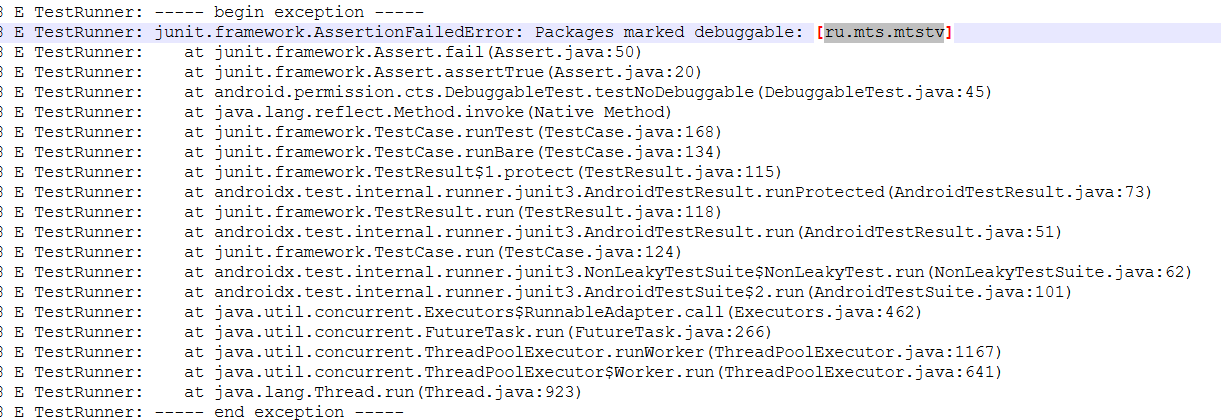 3 E TestRunner: ----- begin exception -----
3 E TestRunner: junit.framework.AssertionFailedError: Packages marked debuggable: [ru.mts.mtstv]
3 E TestRunner:    at junit.framework.Assert.fail(Assert.java:50)
3 E TestRunner:    at junit.framework.Assert.assertTrue(Assert.java:20)
3 E TestRunner:    at android.permission.cts.DebuggableTest.testNoDebuggable(DebuggableTest.java:45)
3 E TestRunner:    at java.lang.reflect.Method.invoke(Native Method)
3 E TestRunner:    at junit.framework.TestCase.runTest(TestCase.java:168)
3 E TestRunner:    at junit.framework.TestCase.runBare(TestCase.java:134)
3 E TestRunner:    at junit.framework.TestResult$1.protect(TestResult.java:115)
3 E TestRunner:    at androidx.test.internal.runner.junit3.AndroidTestResult.runProtected(AndroidTestResult.java:73)
3 E TestRunner:    at junit.framework.TestResult.run(TestResult.java:118)
3 E TestRunner:    at androidx.test.internal.runner.junit3.AndroidTestResult.run(AndroidTestResult.java:51)
3 E TestRunner:    at junit.framework.TestCase.run(TestCase.java:124)
3 E TestRunner:    at androidx.test.internal.runner.junit3.NonLeakyTestSuite$NonLeakyTest.run(NonLeakyTestSuite.java:62)
3 E TestRunner:    at androidx.test.internal.runner.junit3.AndroidTestSuite$2.run(AndroidTestSuite.java:101)
3 E TestRunner:    at java.util.concurrent.Executors$RunnableAdapter.call(Executors.java:462)
3 E TestRunner:    at java.util.concurrent.FutureTask.run(FutureTask.java:266)
3 E TestRunner:    at java.util.concurrent.ThreadPoolExecutor.runWorker(ThreadPoolExecutor.java:1167)
3 E TestRunner:    at java.util.concurrent.ThreadPoolExecutor$Worker.run(ThreadPoolExecutor.java:641)
3 E TestRunner:    at java.lang.Thread.run(Thread.java:923)
3 E TestRunner: ----- end exception -----